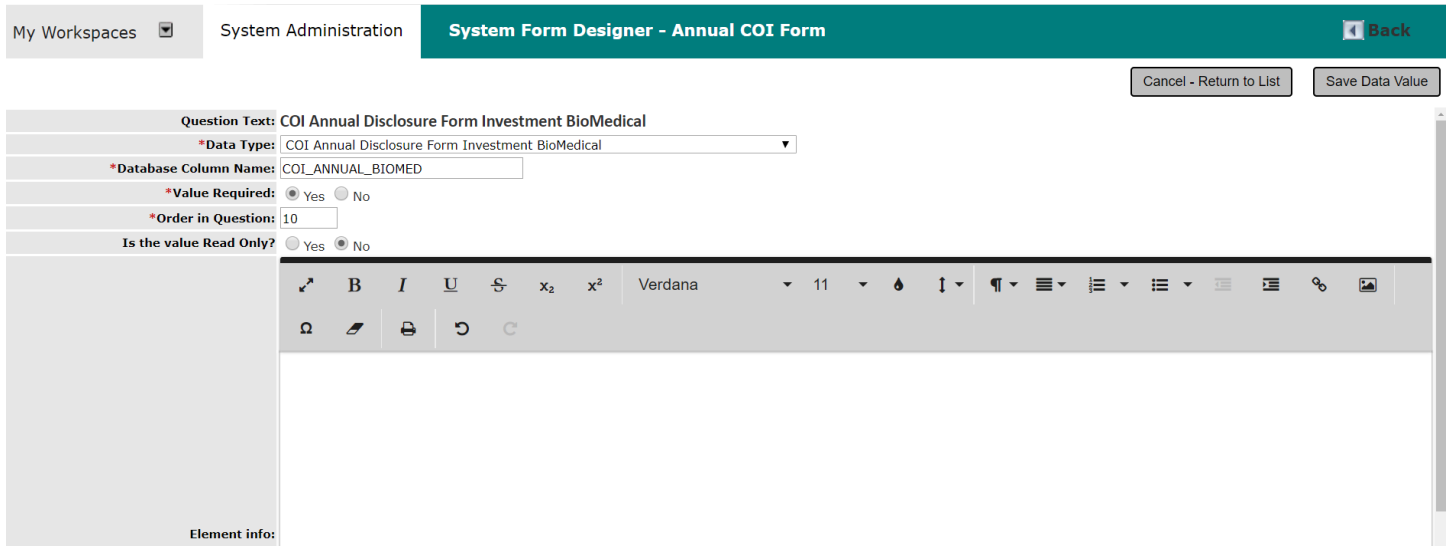 My Workspaces System Administration System Form Designer - Annual COI Form Back
Cancel - Return to List Save Data Value
Question Text: COI Annual Disclosure Form Investment BioMedical
*Data Type: COI Annual Disclosure Form Investment BioMedical
*Database Column Name: COI_ANNUAL_BIOMED
*Value Required: Yes No
*Order in Question: 10
Is the value Read Only? Yes No
B I U S x₂ x² Verdana 11 ¶
Ω
Element info: